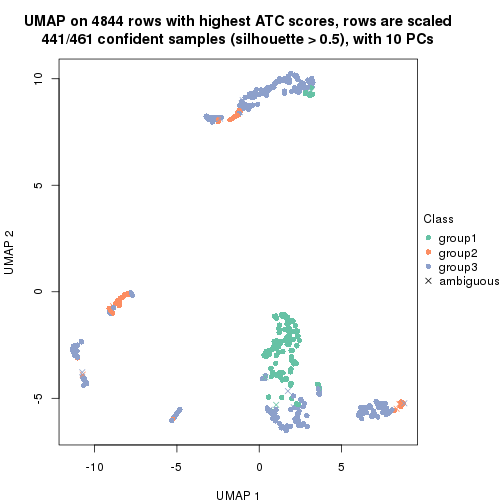 UMAP on 4844 rows with highest ATC scores, rows are scaled
441/461 confident samples (silhouette > 0.5), with 10 PCs
10
5
0
-5
UMAP 2
-10
-5
0
5
UMAP 1
Class
group1
group2
group3
ambiguous